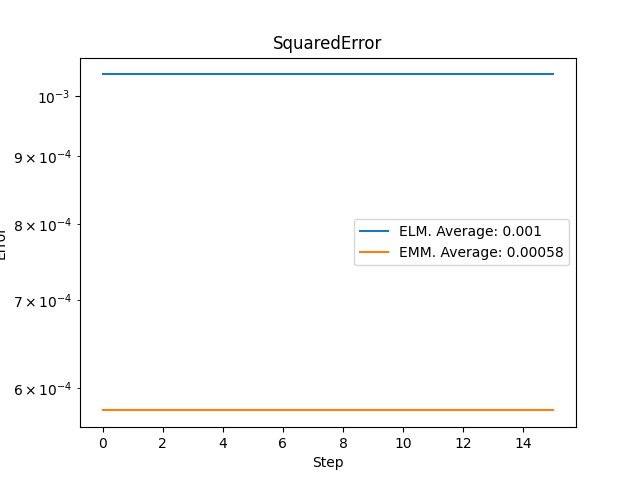 SquaredError
10⁻³
9 × 10⁻⁴
8 × 10⁻⁴
7 × 10⁻⁴
6 × 10⁻⁴
Error
ELM. Average: 0.001
EMM. Average: 0.00058
0 2 4 6 8 10 12 14
Step